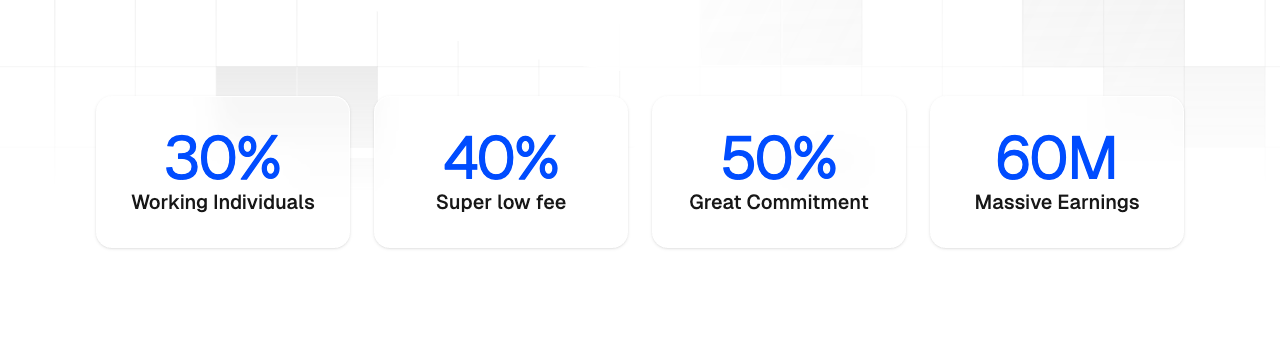 30%
Working Individuals
40%
Super low fee
50%
Great Commitment
60M
Massive Earnings